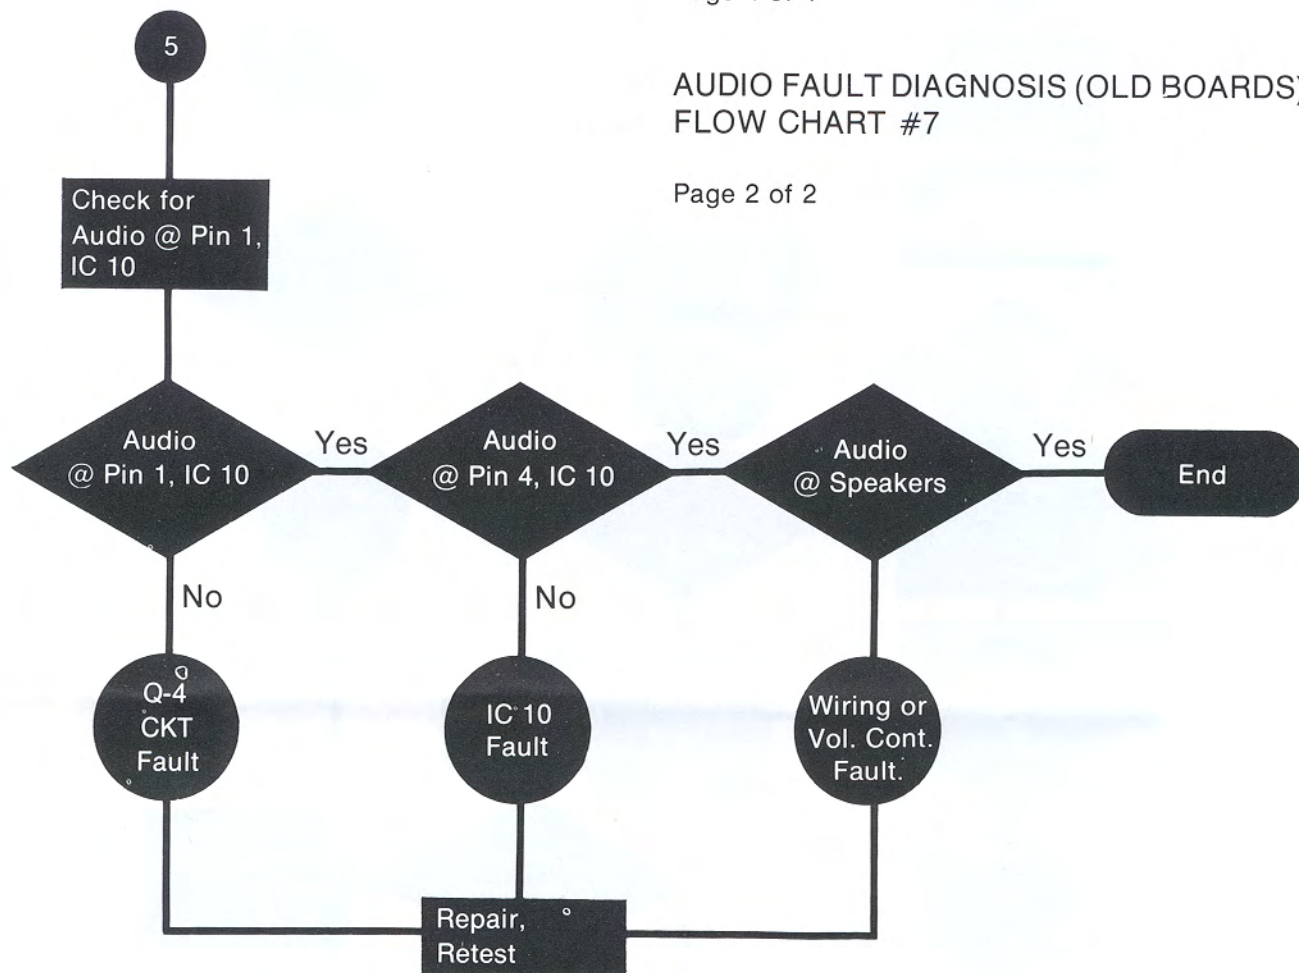 5
AUDIO FAULT DIAGNOSIS (OLD BOARDS)
FLOW CHART #7
Page 2 of 2
Check for
Audio @ Pin 1,
IC 10
Audio
@ Pin 1, IC 10
Yes
Audio
@ Pin 4, IC 10
Yes
Audio
@ Speakers
Yes
End
No
No
Q-4
CKT
Fault
IC 10
Fault
Wiring or
Vol. Cont.
Fault.
Repair,
Retest